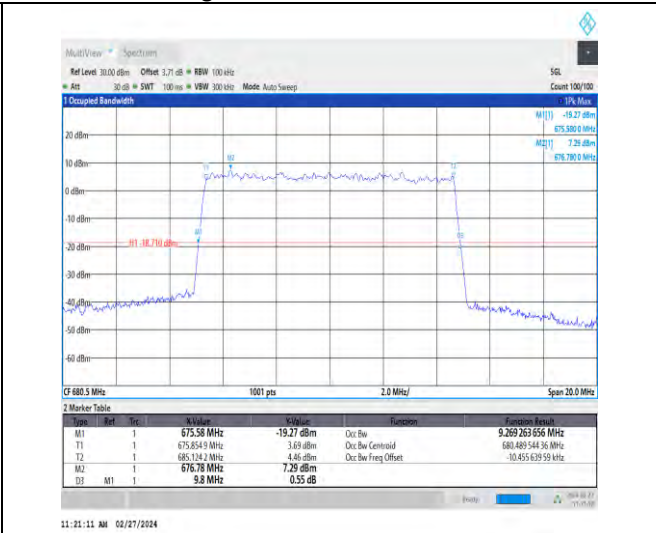 MultiView Spectrum
Ref Level 30.00 dBm Offset 3.71 dB RBW 100 kHz SGL
Att 30 dB SWT 100 ms VBW 300 kHz Mode Auto Sweep Count 100/100
1 Occupied Bandwidth 1Pk Max
M1[1] -19.27 dBm
675.580 0 MHz
M2[1] 7.29 dBm
676.780 0 MHz
20 dBm
M2
10 dBm
T1 T2
0 dBm
-10 dBm
M1 D3
H1 -18.710 dBm
-20 dBm
-30 dBm
-40 dBm
-50 dBm
-60 dBm
CF 680.5 MHz 1001 pts 2.0 MHz/ Span 20.0 MHz
2 Marker Table
Type Ref Trc X-Value Y-Value Function Function Result
M1 1 675.58 MHz -19.27 dBm Occ Bw 9.269 263 656 MHz
T1 1 675.854 9 MHz 3.69 dBm Occ Bw Centroid 680.489 544 36 MHz
T2 1 685.124 2 MHz 4.46 dBm Occ Bw Freq Offset -10.455 639 59 kHz
M2 1 676.78 MHz 7.29 dBm
D3 M1 1 9.8 MHz 0.55 dB
11:21:11 AM 02/27/2024